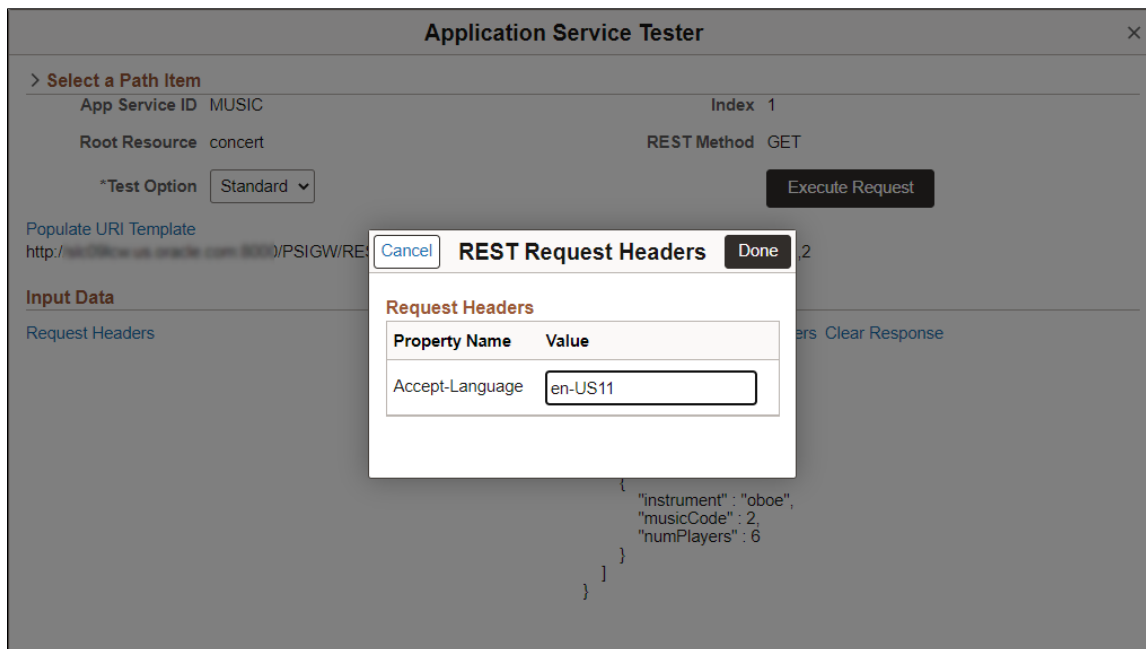 Application Service Tester
Select a Path Item
App Service ID MUSIC Index 1
Root Resource concert REST Method GET
*Test Option Standard Execute Request
Populate URI Template
http:/ /PSIGW/RES ,2
Cancel REST Request Headers Done
Input Data
Request Headers ers Clear Response
Request Headers
Property Name Value
Accept-Language en-US11
{
"instrument" : "oboe",
"musicCode" : 2,
"numPlayers" : 6
}
]
}